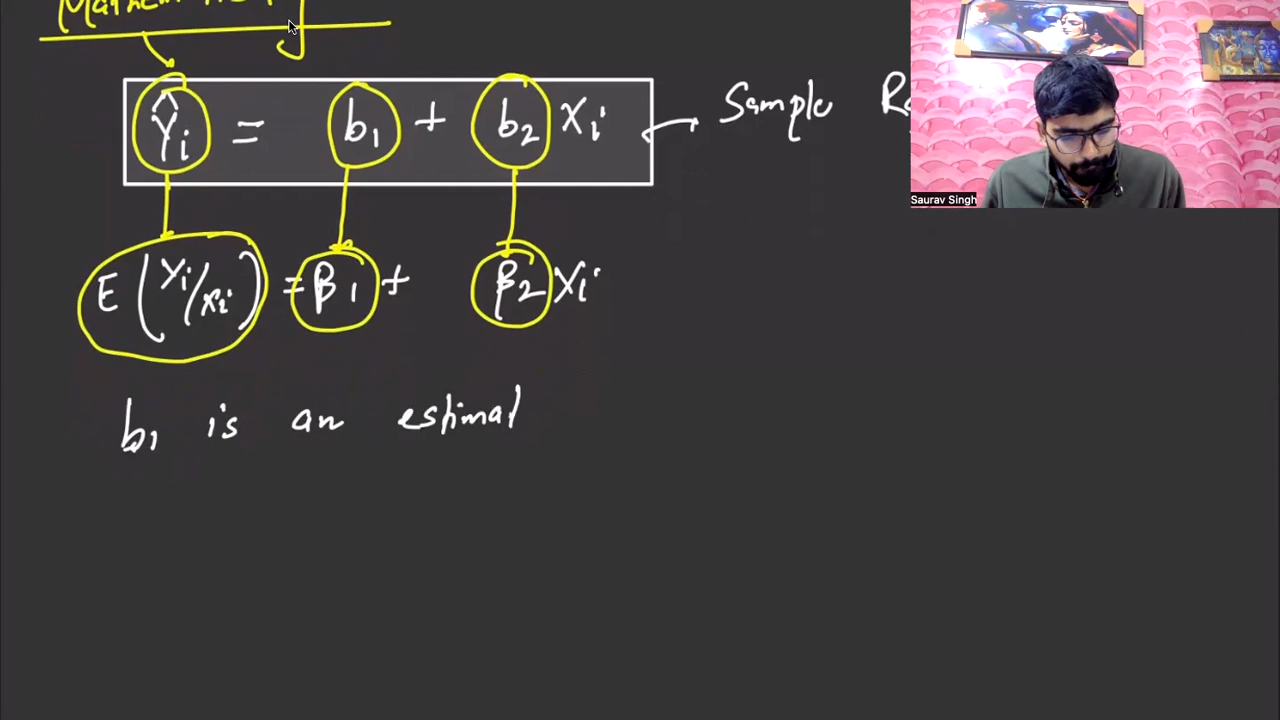 Ŷi = b1 + b2 Xi
Sample
E(Yi/Xi) = β1 + β2 Xi
b1 is an estimat
Saurav Singh